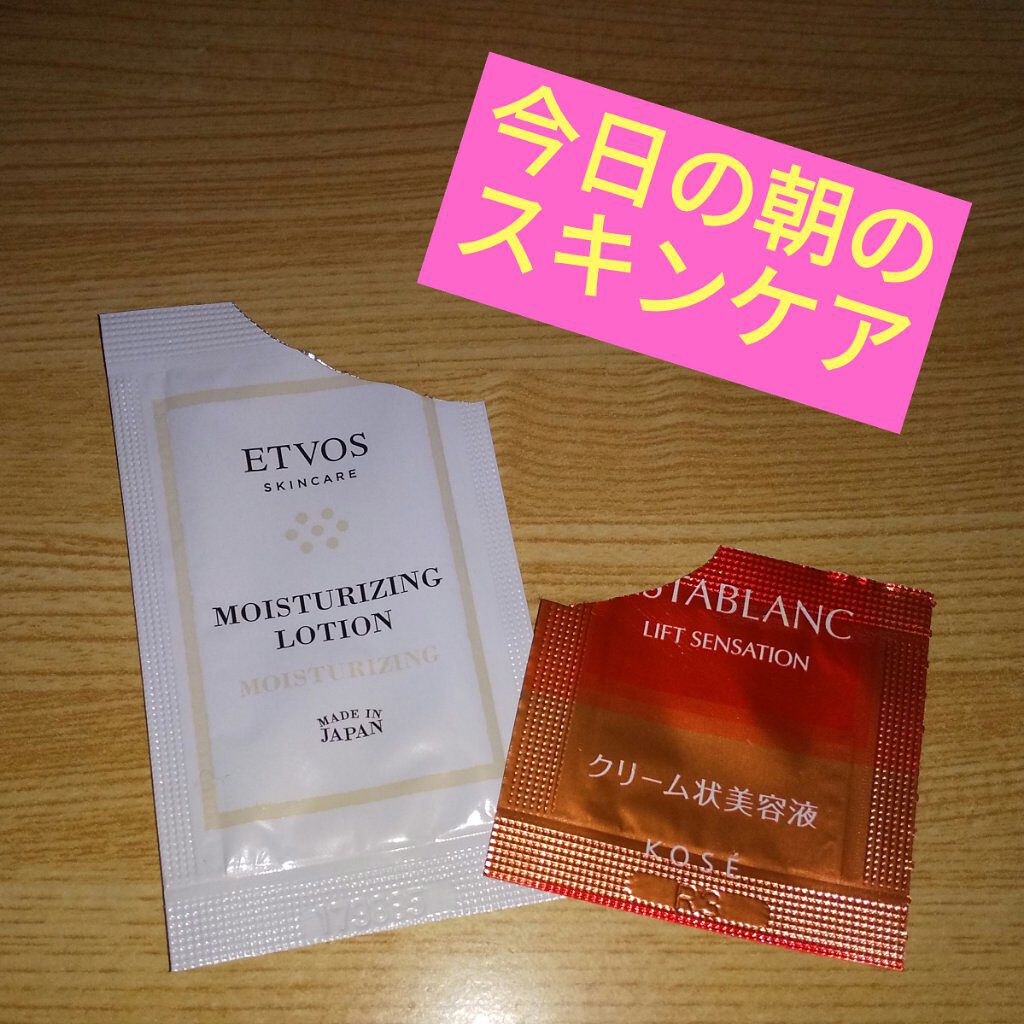 今日の朝の
スキンケア
ETVOS
SKINCARE
MOISTURIZING
LOTION
MOISTURIZING
MADE IN
JAPAN
STABLANC
LIFT SENSATION
クリーム状美容液
KOSÉ
R3